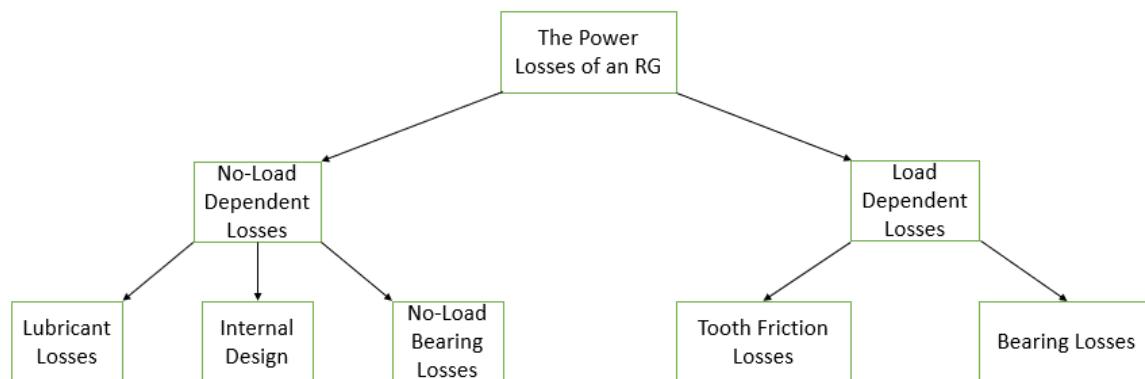 The Power
Losses of an RG
No-Load
Dependent
Losses
Load
Dependent
Losses
Lubricant
Losses
Internal
Design
No-Load
Bearing
Losses
Tooth Friction
Losses
Bearing Losses